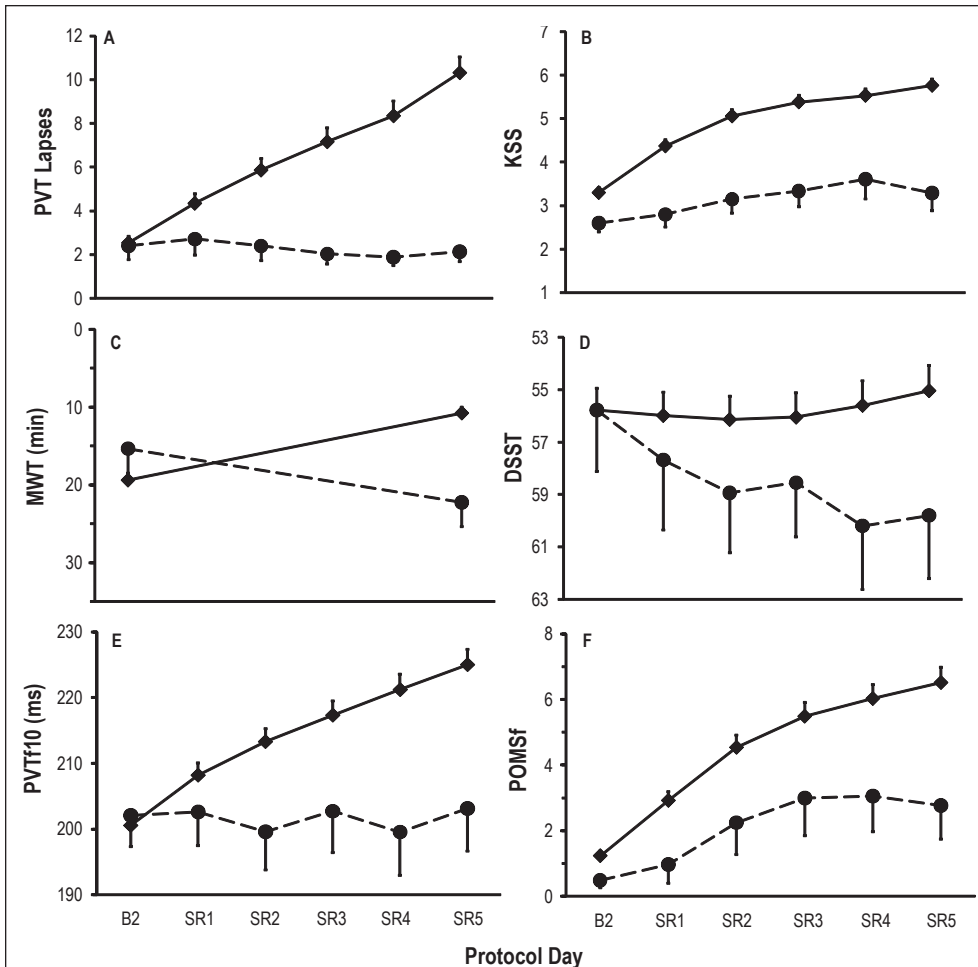 A
PVT Lapses
12
10
8
6
4
2
0
B
KSS
7
6
5
4
3
2
1
C
MWT (min)
0
10
20
30
D
DSST
53
55
57
59
61
63
E
PVTf10 (ms)
230
220
210
200
190
B2 SR1 SR2 SR3 SR4 SR5
F
POMSf
8
6
4
2
0
B2 SR1 SR2 SR3 SR4 SR5
Protocol Day